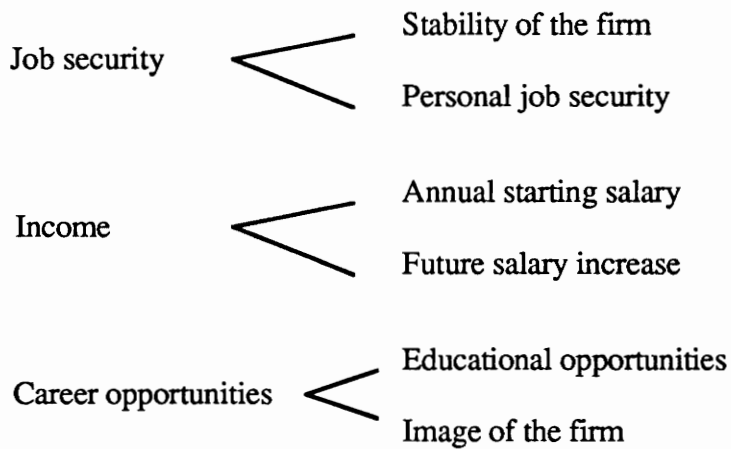 Job security
Stability of the firm
Personal job security
Income
Annual starting salary
Future salary increase
Career opportunities
Educational opportunities
Image of the firm